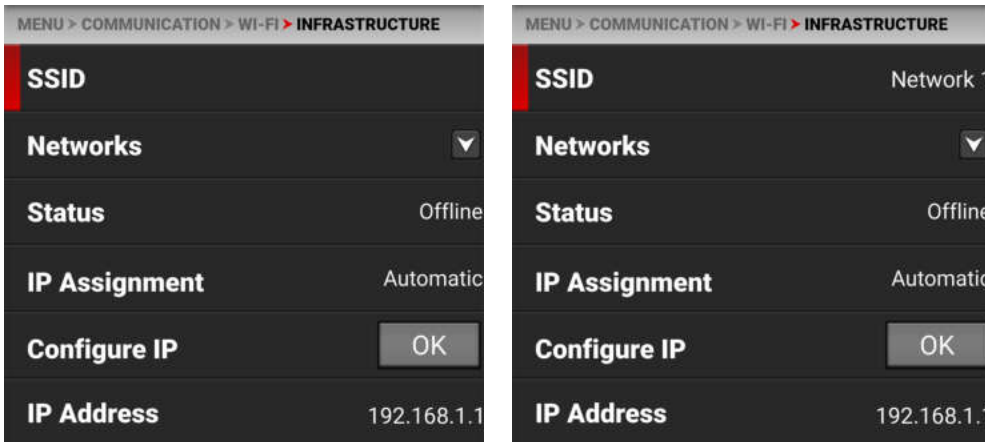 MENU > COMMUNICATION > WI-FI > INFRASTRUCTURE
SSID
Networks
Status Offline
IP Assignment Automatic
Configure IP OK
IP Address 192.168.1.1
MENU > COMMUNICATION > WI-FI > INFRASTRUCTURE
SSID Network 1
Networks
Status Offline
IP Assignment Automatic
Configure IP OK
IP Address 192.168.1.1